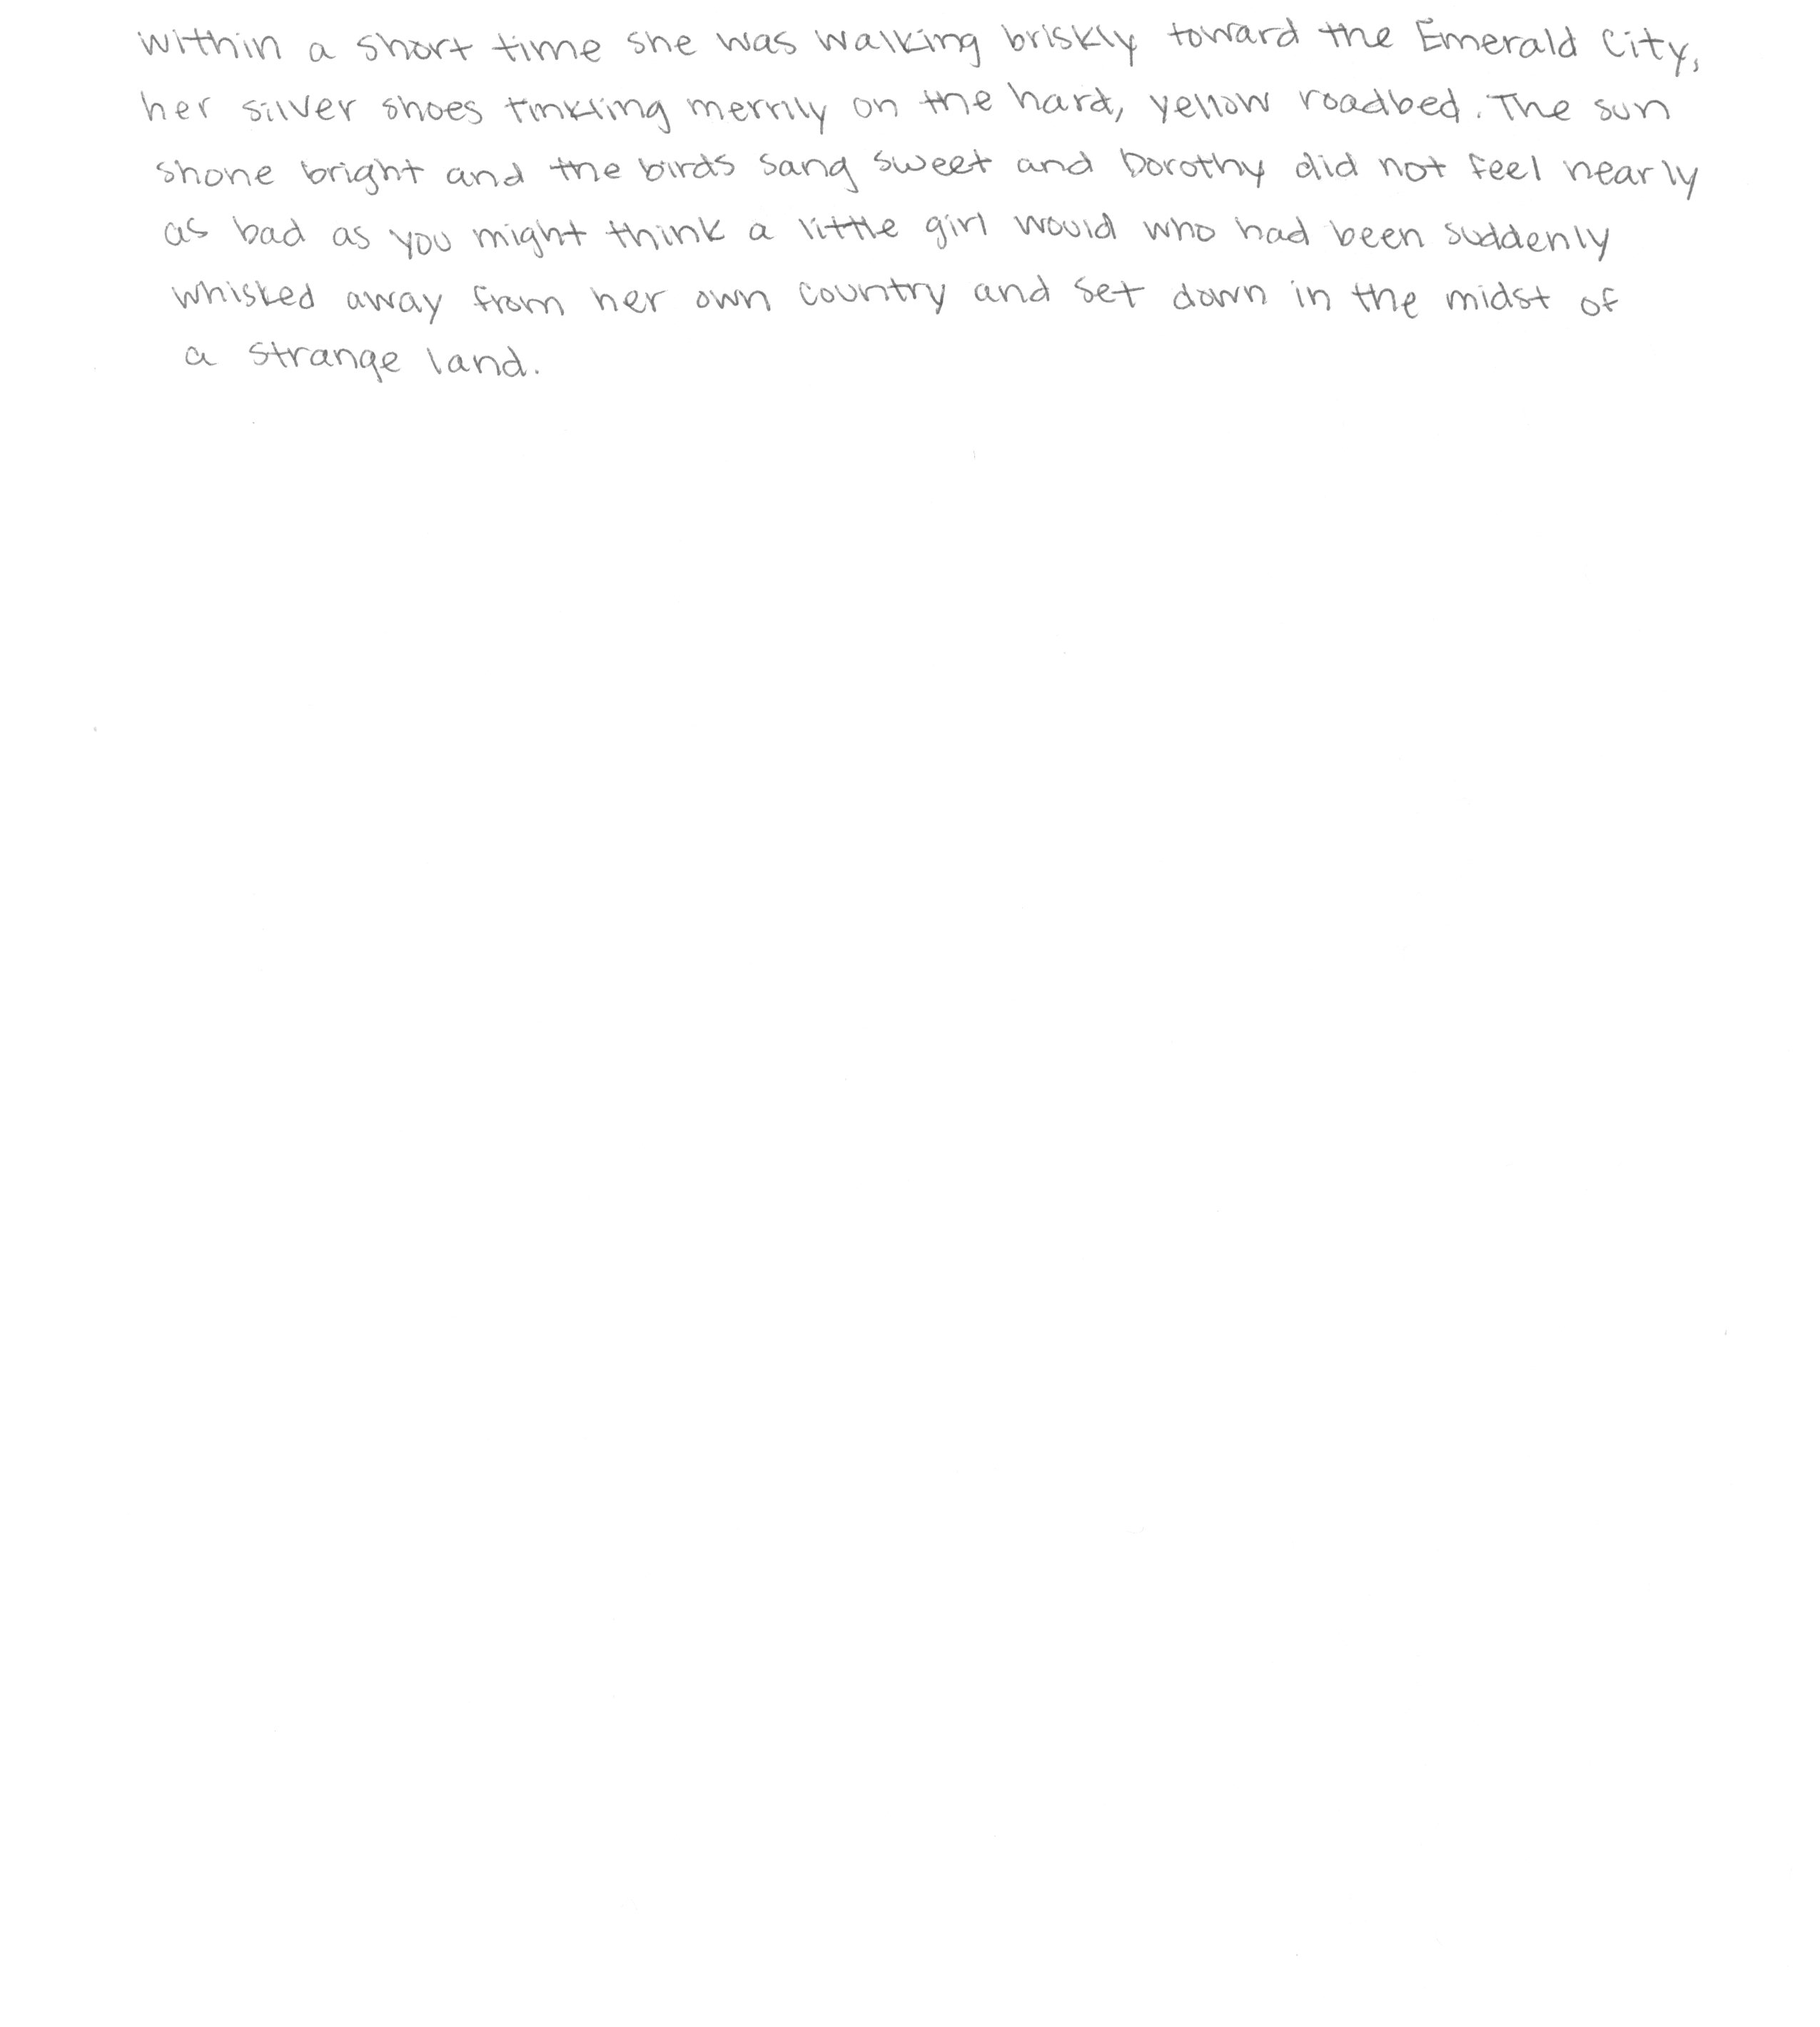 within a short time she was walking briskly toward the Emerald City,
her silver shoes tinkling merrily on the hard, yellow roadbed. The sun
shone bright and the birds sang sweet and Dorothy did not feel nearly
as bad as you might think a little girl would who had been suddenly
whisked away from her own country and set down in the midst of
a strange land.